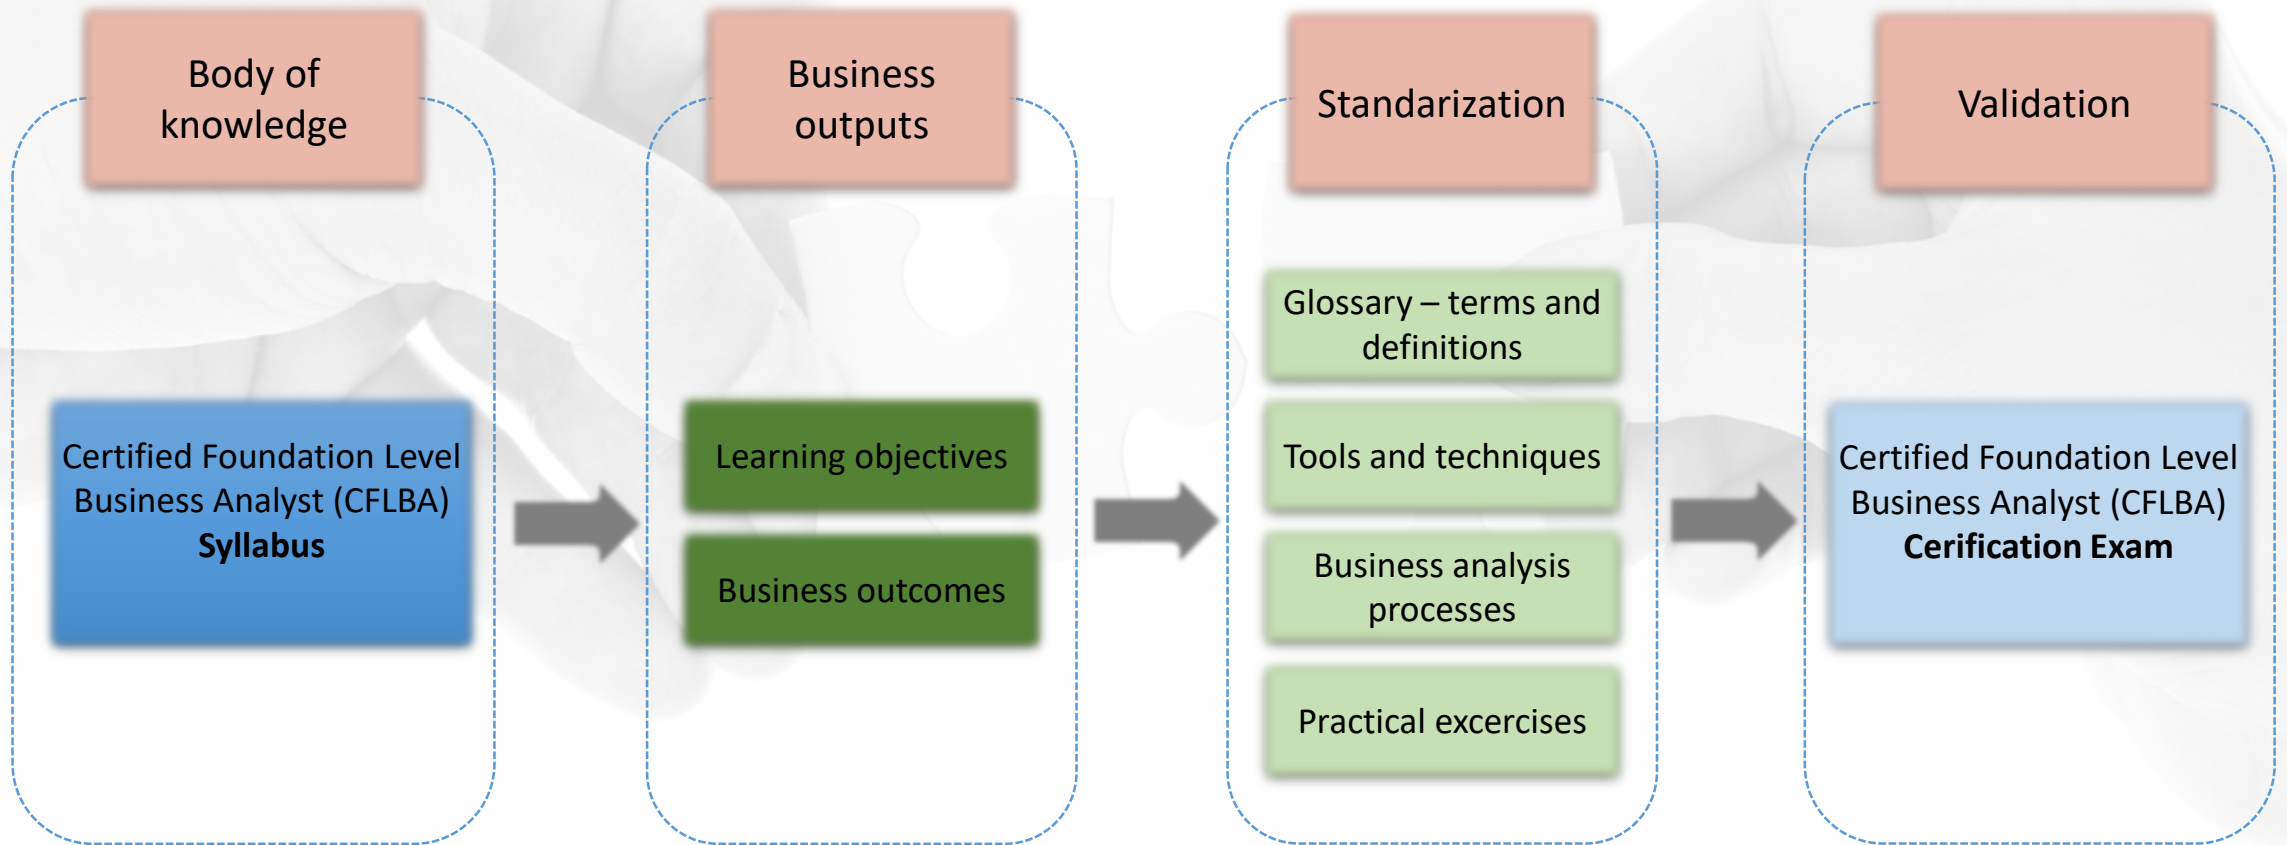 Body of
knowledge
Certified Foundation Level
Business Analyst (CFLBA)
Syllabus
Business
outputs
Learning objectives
Business outcomes
Standarization
Glossary – terms and
definitions
Tools and techniques
Business analysis
processes
Practical excercises
Validation
Certified Foundation Level
Business Analyst (CFLBA)
Cerification Exam